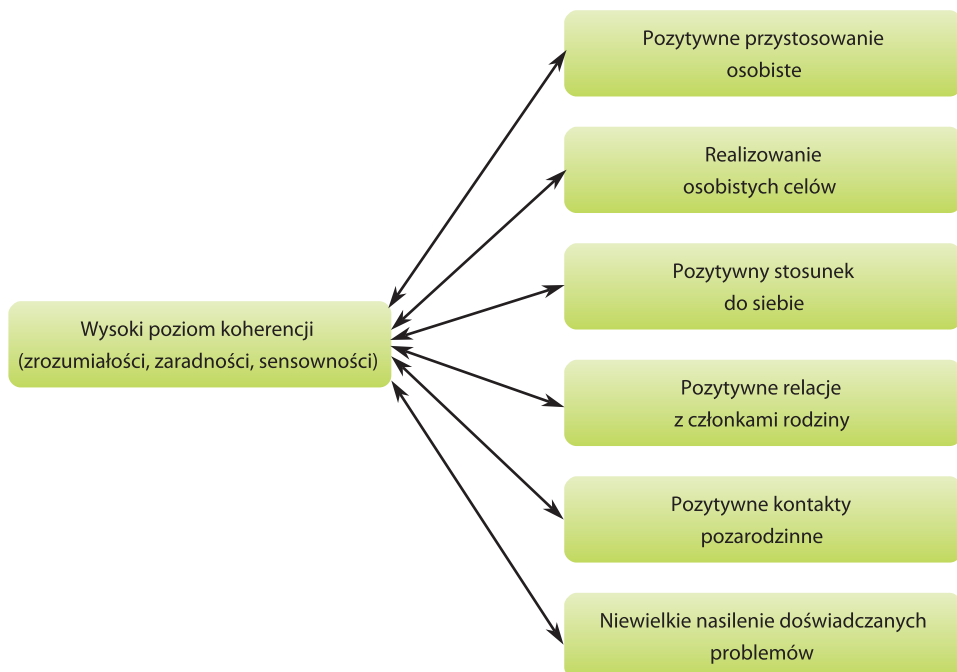 Pozytywne przystosowanie
osobiste
Realizowanie
osobistych celów
Pozytywny stosunek
do siebie
Wysoki poziom koherencji
(zrozumiałości, zaradności, sensowności)
Pozytywne relacje
z członkami rodziny
Pozytywne kontakty
pozarodzinne
Niewielkie nasilenie doświadczanych
problemów